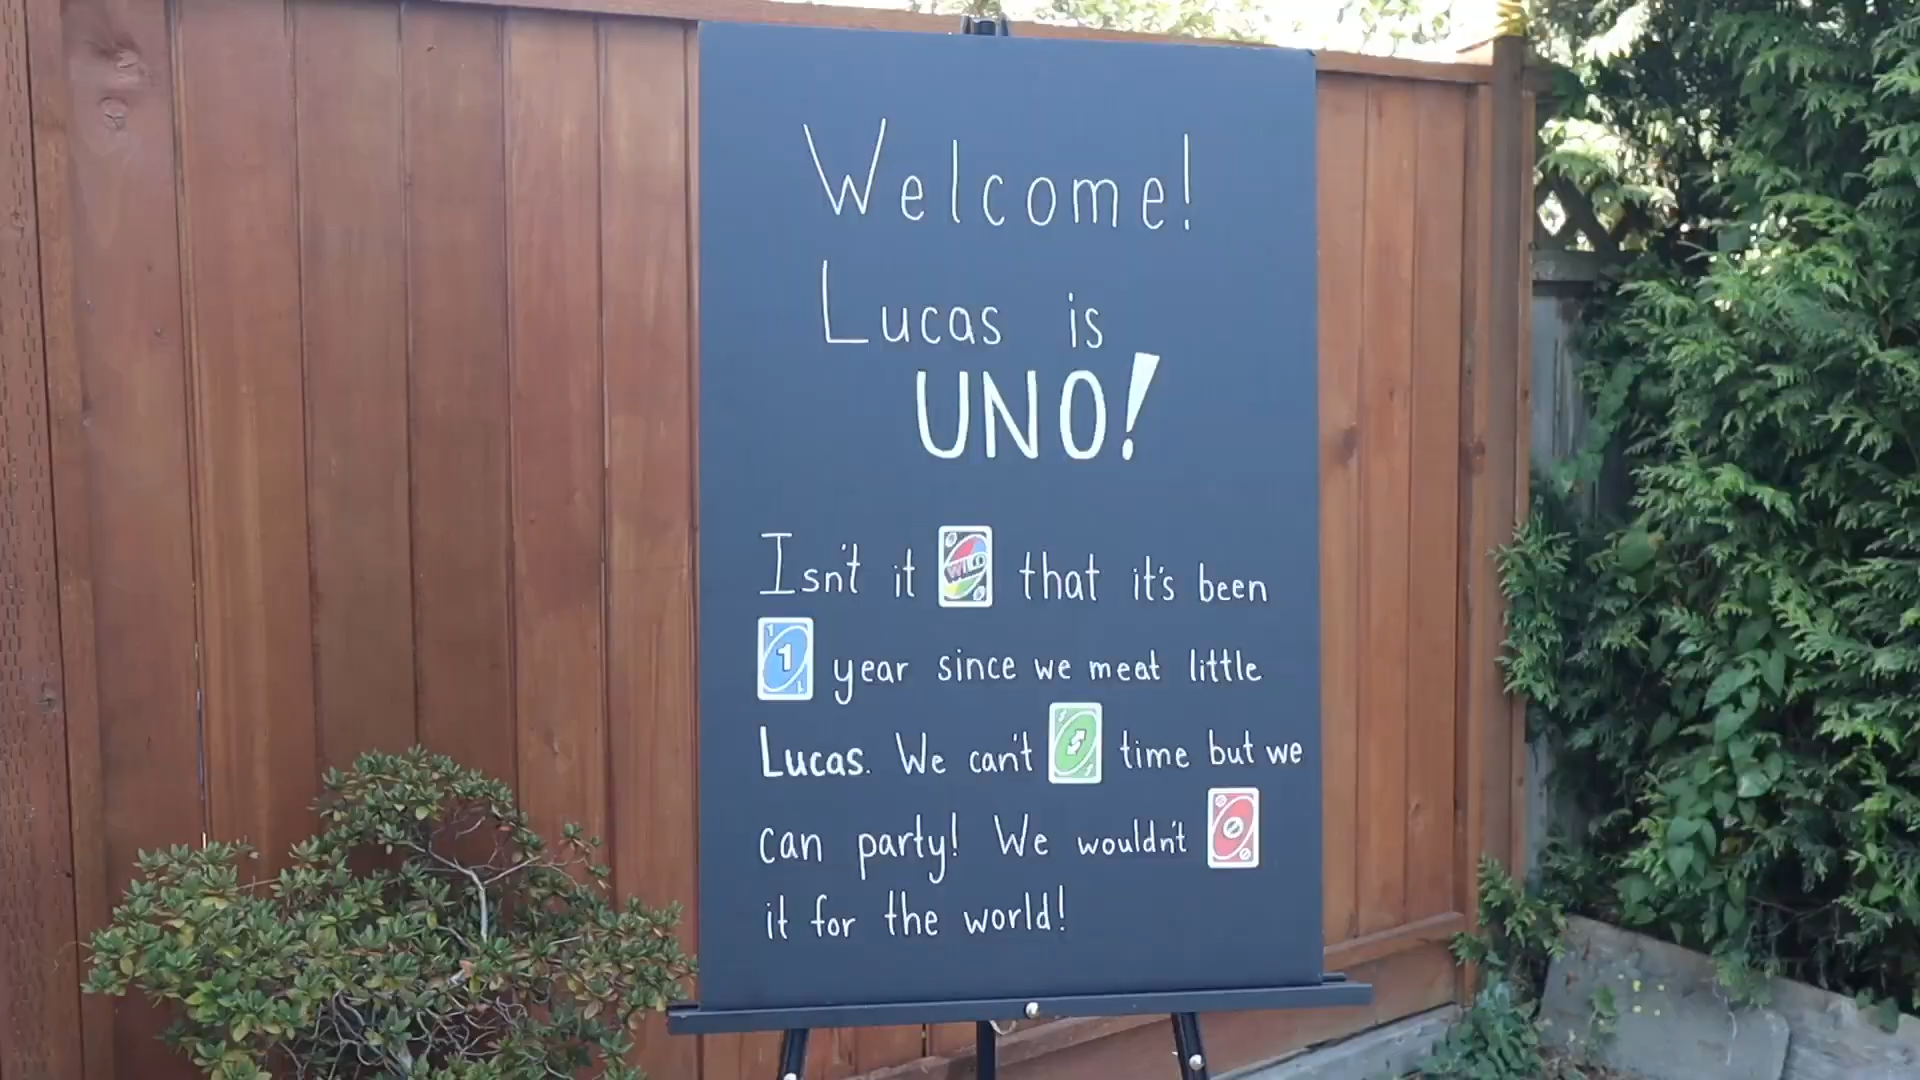 Welcome!
Lucas is
UNO!
Isn't it WILD that it's been
1 year since we meat little
Lucas. We can't time but we
can party! We wouldn't
it for the world!